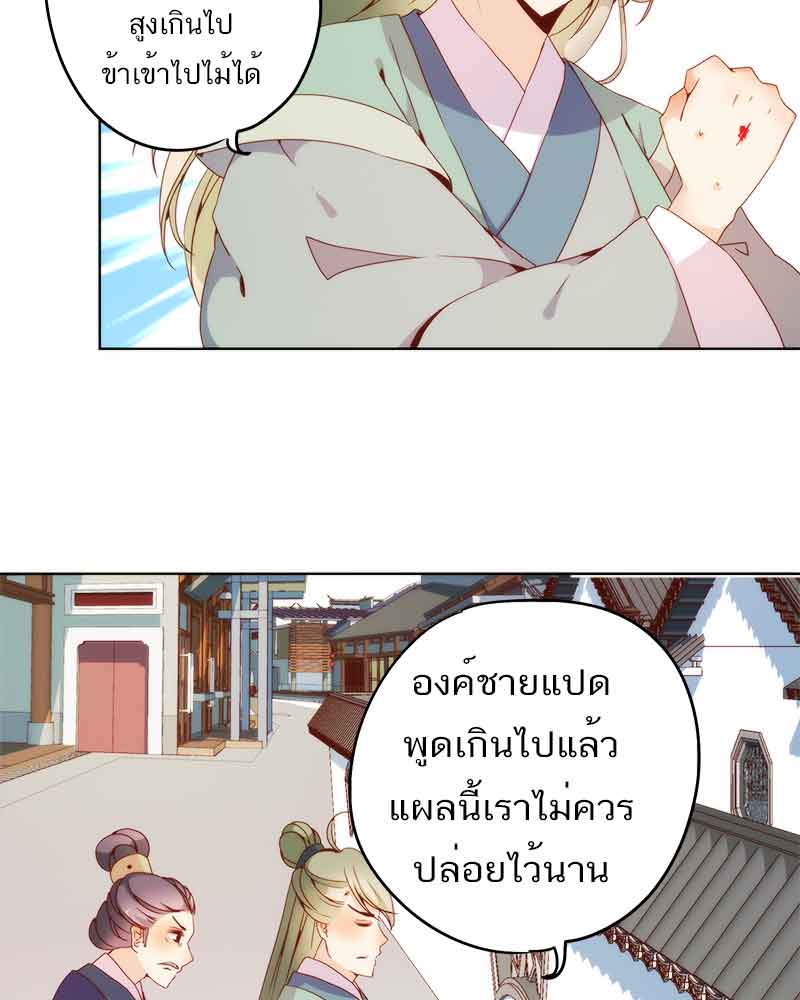 สูงเกินไป
ข้าเข้าไปไม้ได้
องค์ชายแปด
พูดเกินไปแล้ว
แผลนี้เราไม่ควร
ปล่อยไว้นาน